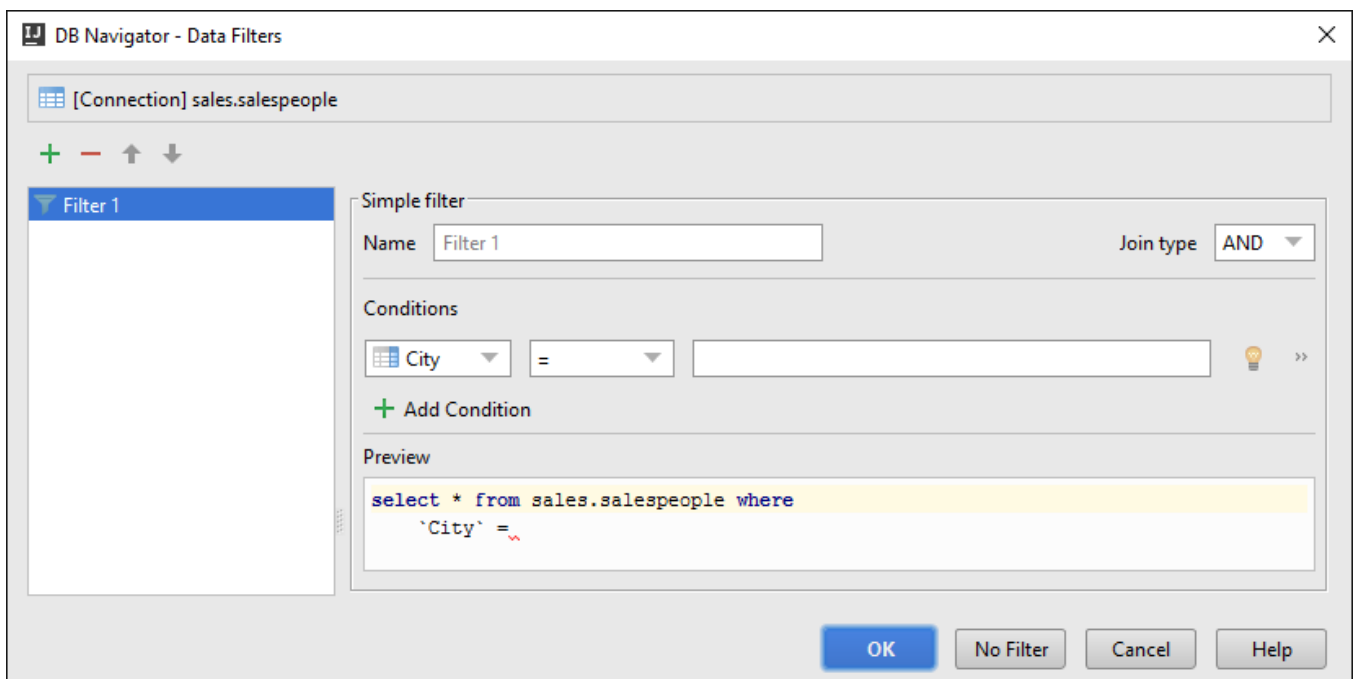 IJ DB Navigator - Data Filters
[Connection] sales.salespeople
Filter 1
Simple filter
Name Filter 1 Join type AND
Conditions
City =
Add Condition
Preview
select * from sales.salespeople where
`City` =
OK No Filter Cancel Help